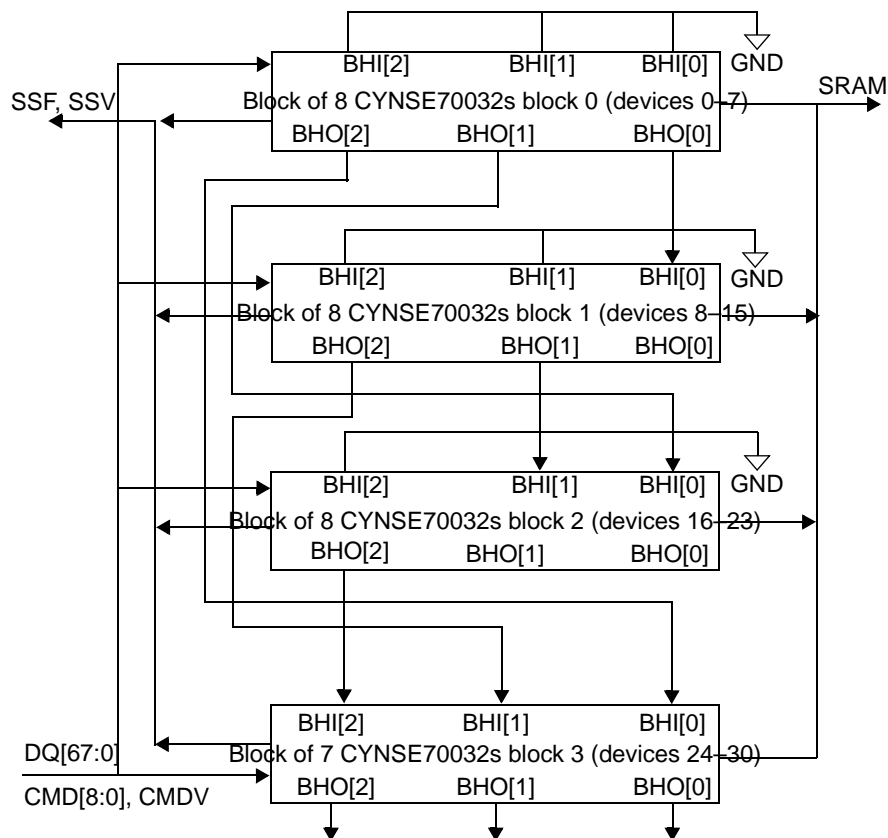 BHI[2] BHI[1] BHI[0] GND
SSF, SSV
Block of 8 CYNSE70032s block 0 (devices 0–7)
SRAM
BHO[2] BHO[1] BHO[0]
BHI[2] BHI[1] BHI[0] GND
Block of 8 CYNSE70032s block 1 (devices 8–15)
BHO[2] BHO[1] BHO[0]
BHI[2] BHI[1] BHI[0] GND
Block of 8 CYNSE70032s block 2 (devices 16–23)
BHO[2] BHO[1] BHO[0]
BHI[2] BHI[1] BHI[0]
DQ[67:0]
Block of 7 CYNSE70032s block 3 (devices 24–30)
CMD[8:0], CMDV
BHO[2] BHO[1] BHO[0]